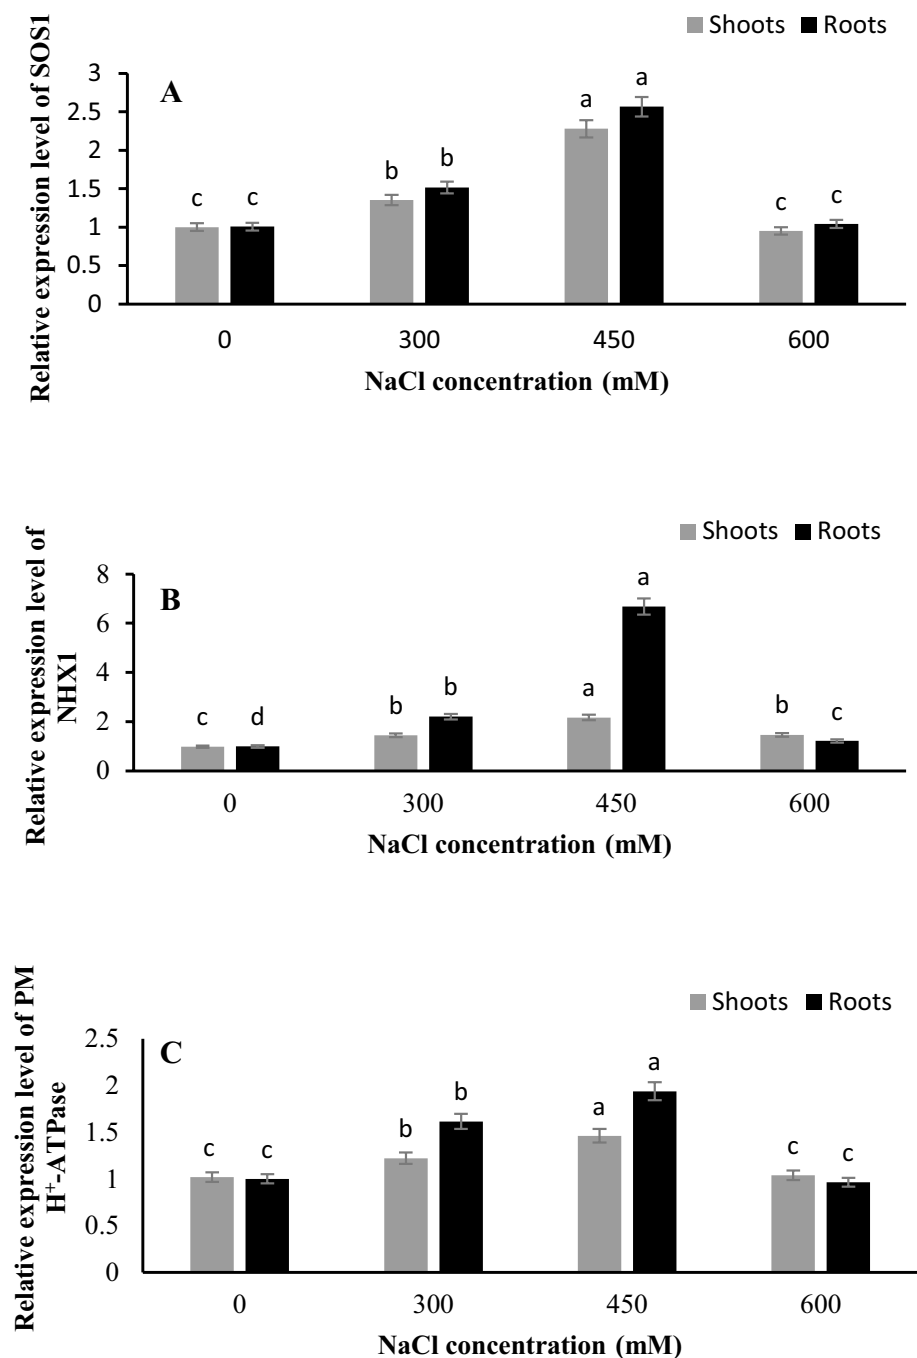 Shoots Roots
Relative expression level of SOS1
A
3
2.5
2
1.5
1
0.5
0
c c b b a a c c
0 300 450 600
NaCl concentration (mM)
Shoots Roots
Relative expression level of
NHX1
B
8
6
4
2
0
c d b b a a b c
0 300 450 600
NaCl concentration (mM)
Shoots Roots
Relative expression level of PM
H⁺-ATPase
C
2.5
2
1.5
1
0.5
0
c c b b a a c c
0 300 450 600
NaCl concentration (mM)